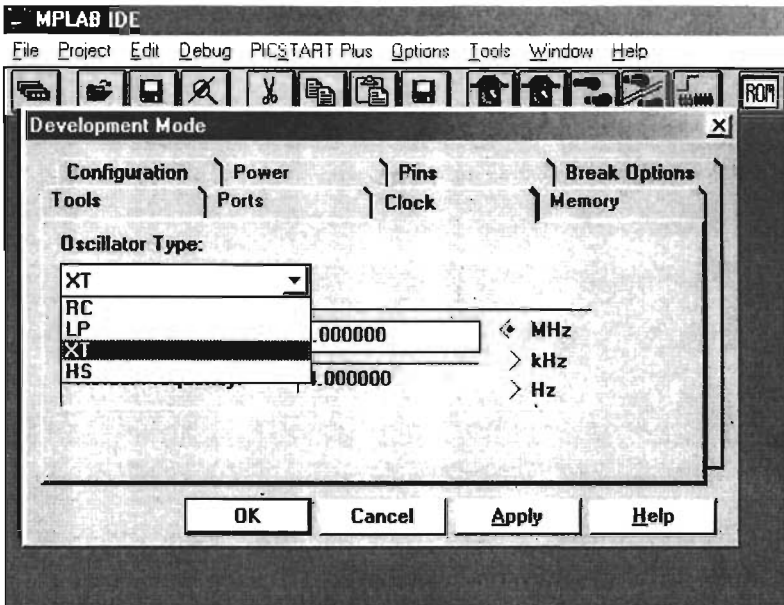 MPLAB IDE
File Project Edit Debug PICSTART Plus Options Tools Window Help
ROM
Development Mode
Configuration Power Pins Break Options
Tools Ports Clock Memory
Oscillator Type:
XT
RC
LP
XT
HS
.000000 MHz
kHz
.000000
Hz
OK Cancel Apply Help